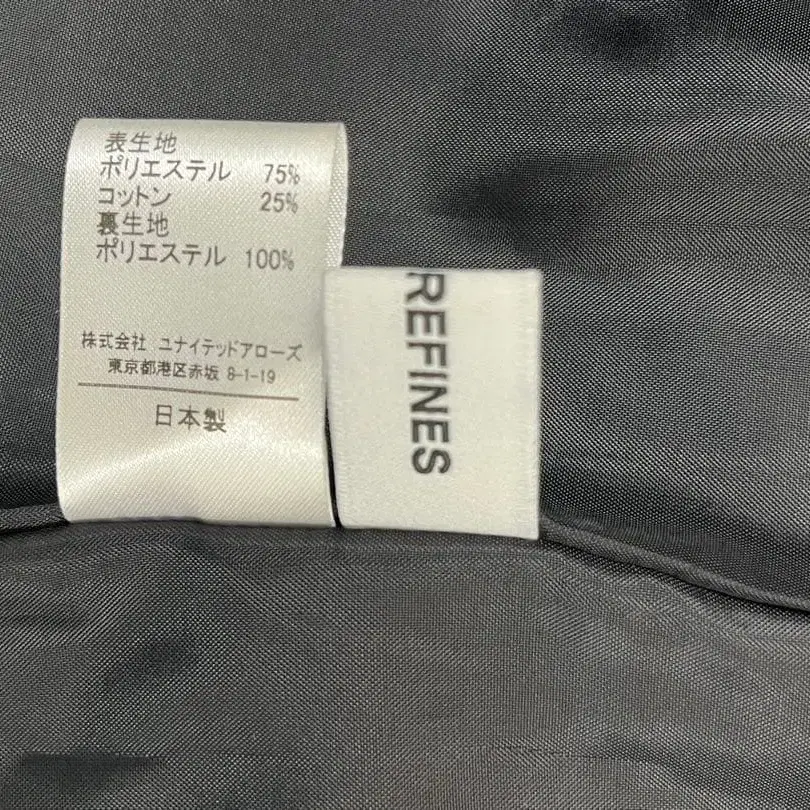 表生地
ポリエステル 75%
コットン 25%
裏生地
ポリエステル 100%
株式会社 ユナイテッドアローズ
東京都港区赤坂 8-1-19
日本製
REFINES